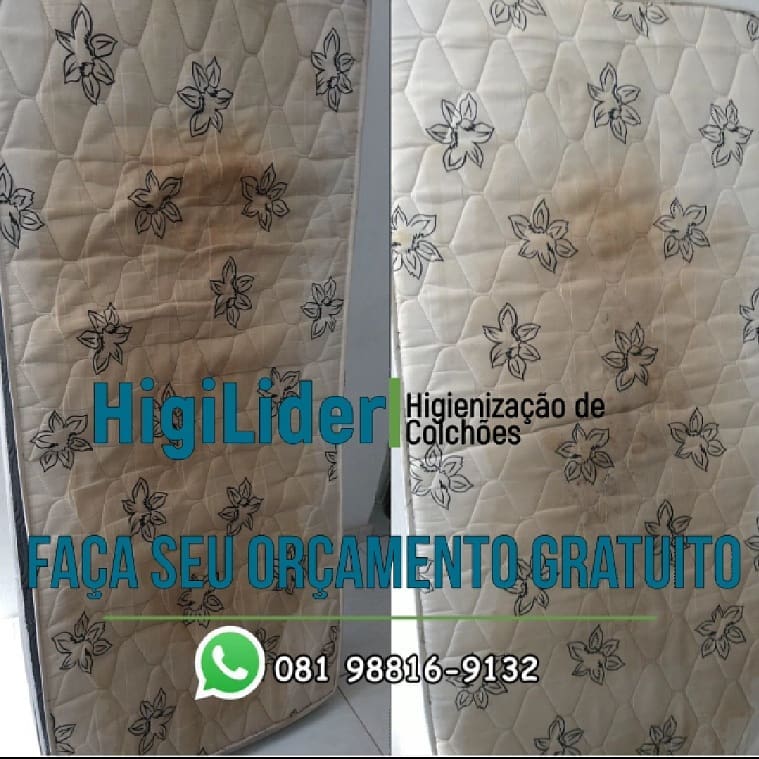 HigiLider
Higienização de
Colchões
FAÇA SEU ORÇAMENTO GRATUITO
081 98816-9132